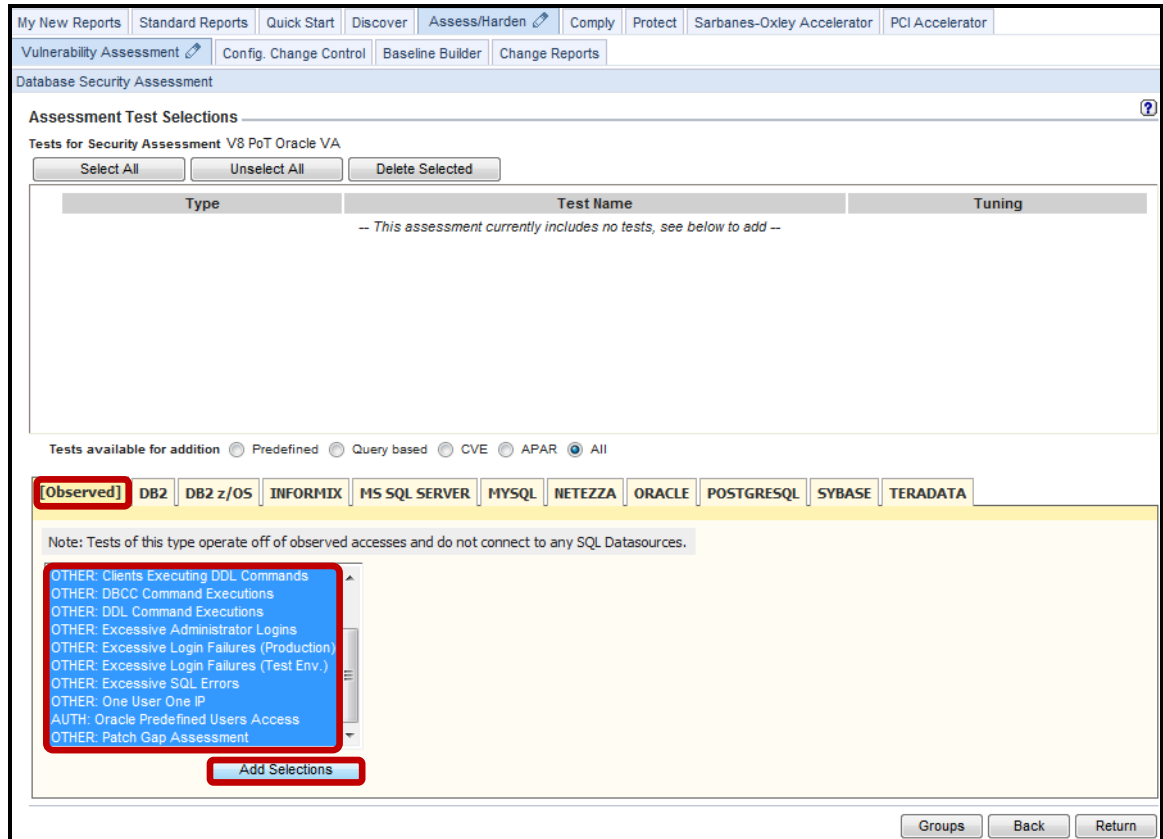 My New Reports Standard Reports Quick Start Discover Assess/Harden Comply Protect Sarbanes-Oxley Accelerator PCI Accelerator
Vulnerability Assessment Config. Change Control Baseline Builder Change Reports
Database Security Assessment
Assessment Test Selections ?
Tests for Security Assessment V8 PoT Oracle VA
Select All Unselect All Delete Selected
Type Test Name Tuning
-- This assessment currently includes no tests, see below to add --
Tests available for addition Predefined Query based CVE APAR All
[Observed] DB2 DB2 z/OS INFORMIX MS SQL SERVER MYSQL NETEZZA ORACLE POSTGRESQL SYBASE TERADATA
Note: Tests of this type operate off of observed accesses and do not connect to any SQL Datasources.
OTHER: Clients Executing DDL Commands
OTHER: DBCC Command Executions
OTHER: DDL Command Executions
OTHER: Excessive Administrator Logins
OTHER: Excessive Login Failures (Production)
OTHER: Excessive Login Failures (Test Env.)
OTHER: Excessive SQL Errors
OTHER: One User One IP
AUTH: Oracle Predefined Users Access
OTHER: Patch Gap Assessment
Add Selections
Groups Back Return